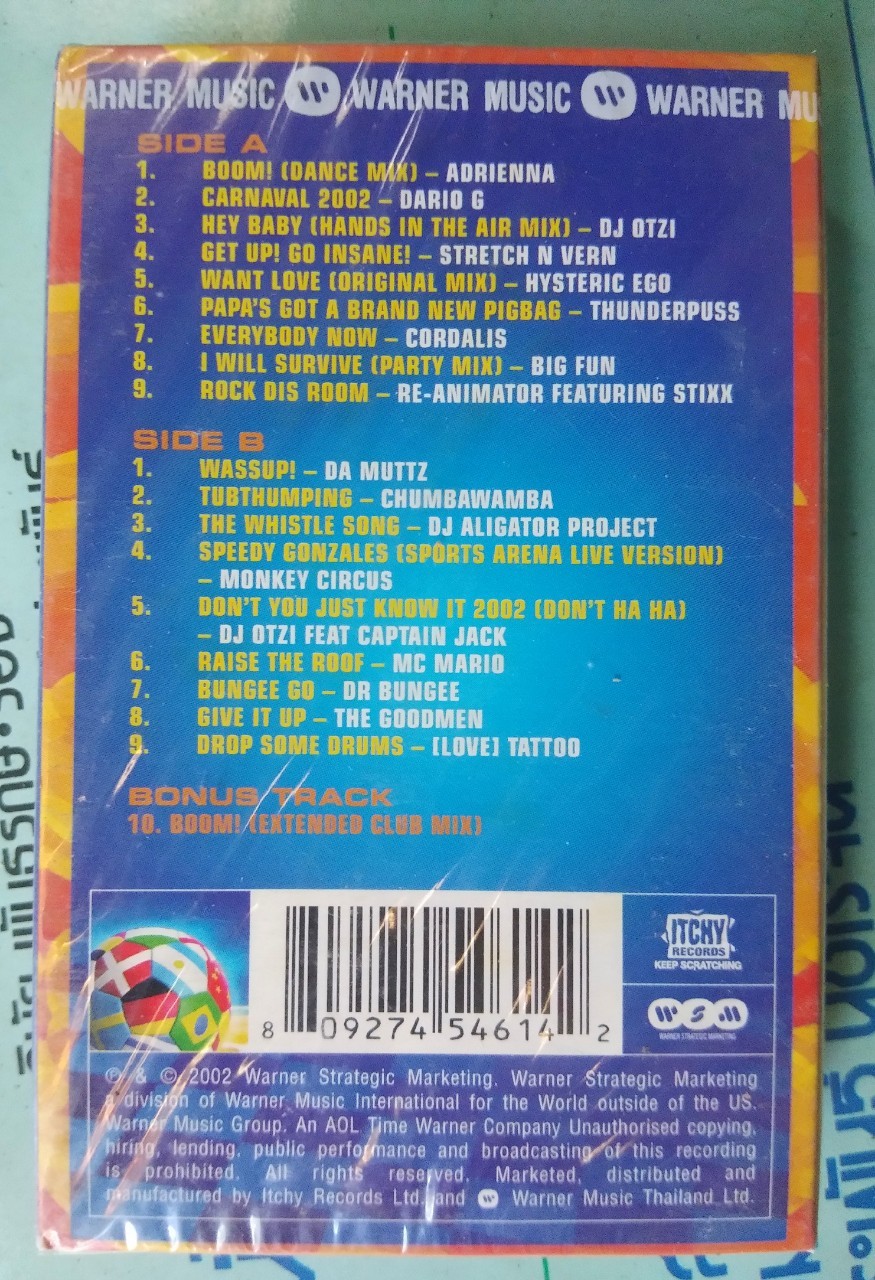 WARNER MUSIC WARNER MUSIC WARNER MU
SIDE A
1. BOOM! (DANCE MIX) – ADRIENNA
2. CARNAVAL 2002 – DARIO G
3. HEY BABY (HANDS IN THE AIR MIX) – DJ OTZI
4. GET UP! GO INSANE! – STRETCH N VERN
5. WANT LOVE (ORIGINAL MIX) – HYSTERIC EGO
6. PAPA'S GOT A BRAND NEW PIGBAG – THUNDERPUSS
7. EVERYBODY NOW – CORDALIS
8. I WILL SURVIVE (PARTY MIX) – BIG FUN
9. ROCK DIS ROOM – RE-ANIMATOR FEATURING STIXX
SIDE B
1. WASSUP! – DA MUTTZ
2. TUBTHUMPING – CHUMBAWAMBA
3. THE WHISTLE SONG – DJ ALIGATOR PROJECT
4. SPEEDY GONZALES (SPORTS ARENA LIVE VERSION)
– MONKEY CIRCUS
5. DON'T YOU JUST KNOW IT 2002 (DON'T HA HA)
– DJ OTZI FEAT CAPTAIN JACK
6. RAISE THE ROOF – MC MARIO
7. BUNGEE GO – DR BUNGEE
8. GIVE IT UP – THE GOODMEN
9. DROP SOME DRUMS – [LOVE] TATTOO
BONUS TRACK
10. BOOM! (EXTENDED CLUB MIX)
ITCHY
RECORDS
KEEP SCRATCHING
WSM
WARNER STRATEGIC MARKETING
8 09274 54614 2
℗ & © 2002 Warner Strategic Marketing. Warner Strategic Marketing
a division of Warner Music International for the World outside of the US.
Warner Music Group. An AOL Time Warner Company Unauthorised copying,
hiring, lending, public performance and broadcasting of this recording
is prohibited. All rights reserved. Marketed, distributed and
manufactured by Itchy Records Ltd. and Warner Music Thailand Ltd.